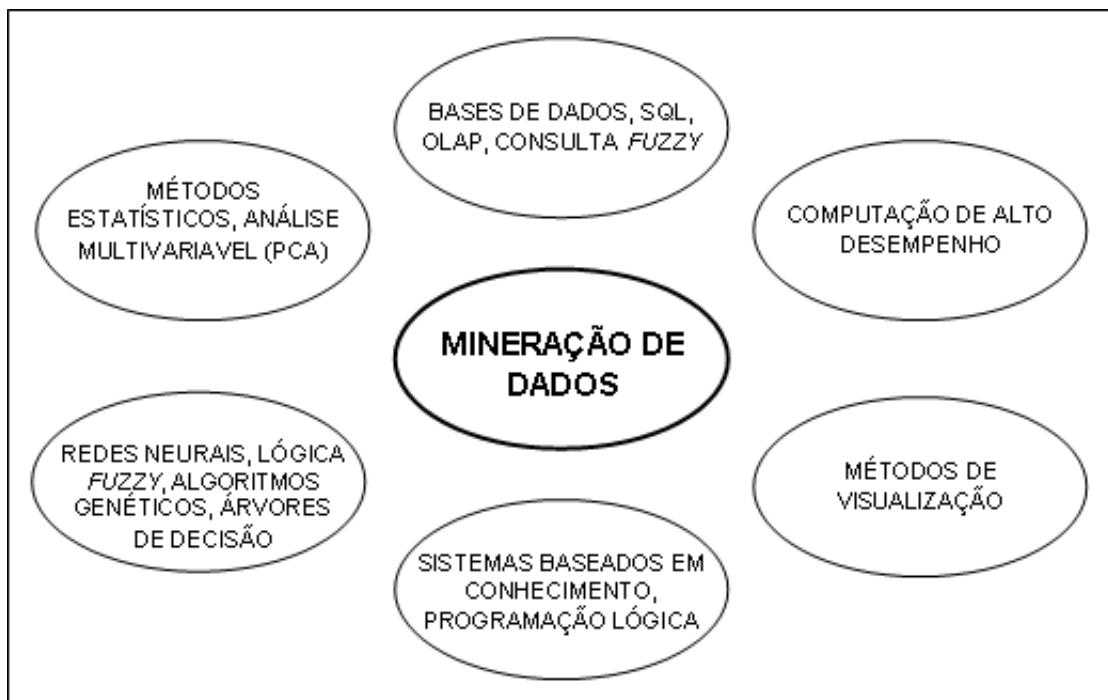 BASES DE DADOS, SQL,
OLAP, CONSULTA FUZZY
MÉTODOS
ESTATÍSTICOS, ANÁLISE
MULTIVARIAVEL (PCA)
COMPUTAÇÃO DE ALTO
DESEMPENHO
MINERAÇÃO DE
DADOS
REDES NEURAIS, LÓGICA
FUZZY, ALGORITMOS
GENÉTICOS, ÁRVORES
DE DECISÃO
MÉTODOS DE
VISUALIZAÇÃO
SISTEMAS BASEADOS EM
CONHECIMENTO,
PROGRAMAÇÃO LÓGICA